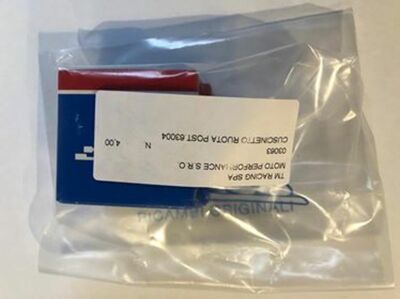 TM RACING SPA
MOTO PERFORMANCE S.R.O
03063
CUSCINETTO RUOTA POST 63004
N. 4,00
RICAMBI ORIGINALI